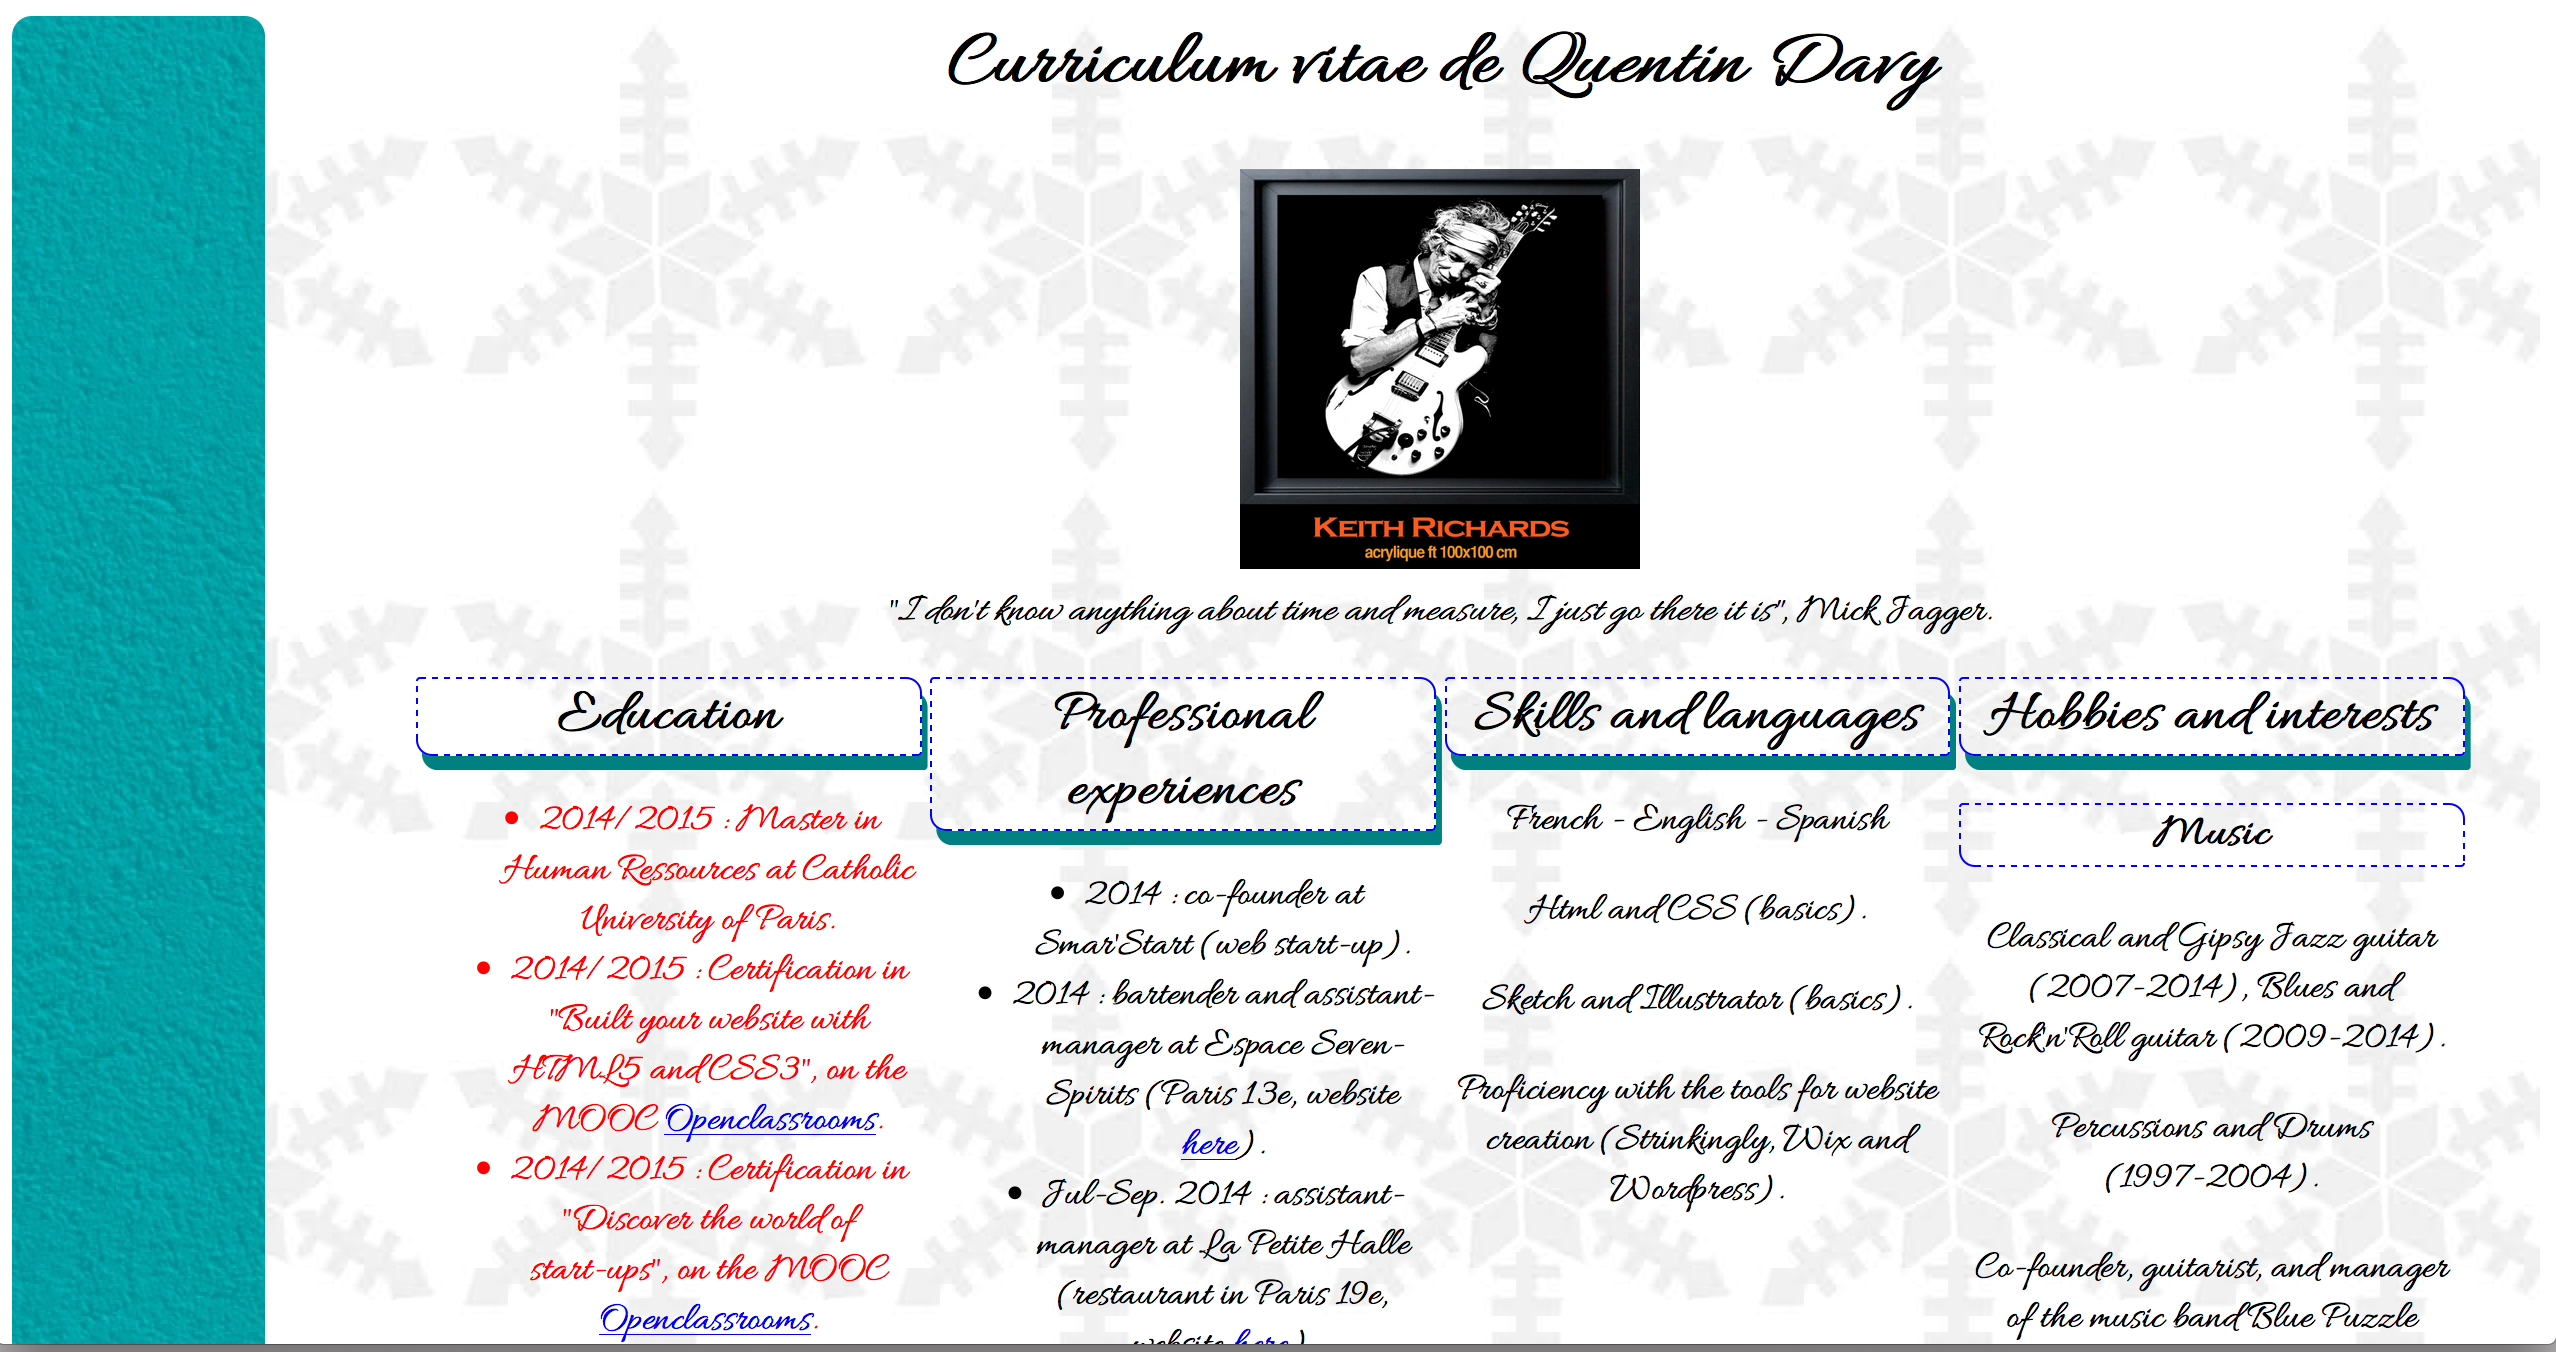 Curriculum vitae de Quentin Davy
KEITH RICHARDS
acrylique ft 100x100 cm
"I don't know anything about time and measure, I just go there it is", Mick Jagger.
Education
2014/2015 : Master in
Human Ressources at Catholic
University of Paris.
2014/2015 : Certification in
"Built your website with
HTML5 and CSS3", on the
MOOC Openclassrooms.
2014/2015 : Certification in
"Discover the world of
start-ups", on the MOOC
Openclassrooms.
Professional
experiences
2014 : co-founder at
Smar'Start (web start-up).
2014 : bartender and assistant-
manager at Espace Seven-
Spirits (Paris 13e, website
here).
Jul-Sep. 2014 : assistant-
manager at La Petite Halle
(restaurant in Paris 19e,
website here)
Skills and languages
French - English - Spanish
Html and CSS (basics).
Sketch and Illustrator (basics).
Proficiency with the tools for website
creation (Strinkingly, Wix and
Wordpress).
Hobbies and interests
Music
Classical and Gipsy Jazz guitar
(2007-2014), Blues and
Rock'n'Roll guitar (2009-2014).
Percussions and Drums
(1997-2004).
Co-founder, guitarist, and manager
of the music band Blue Puzzle